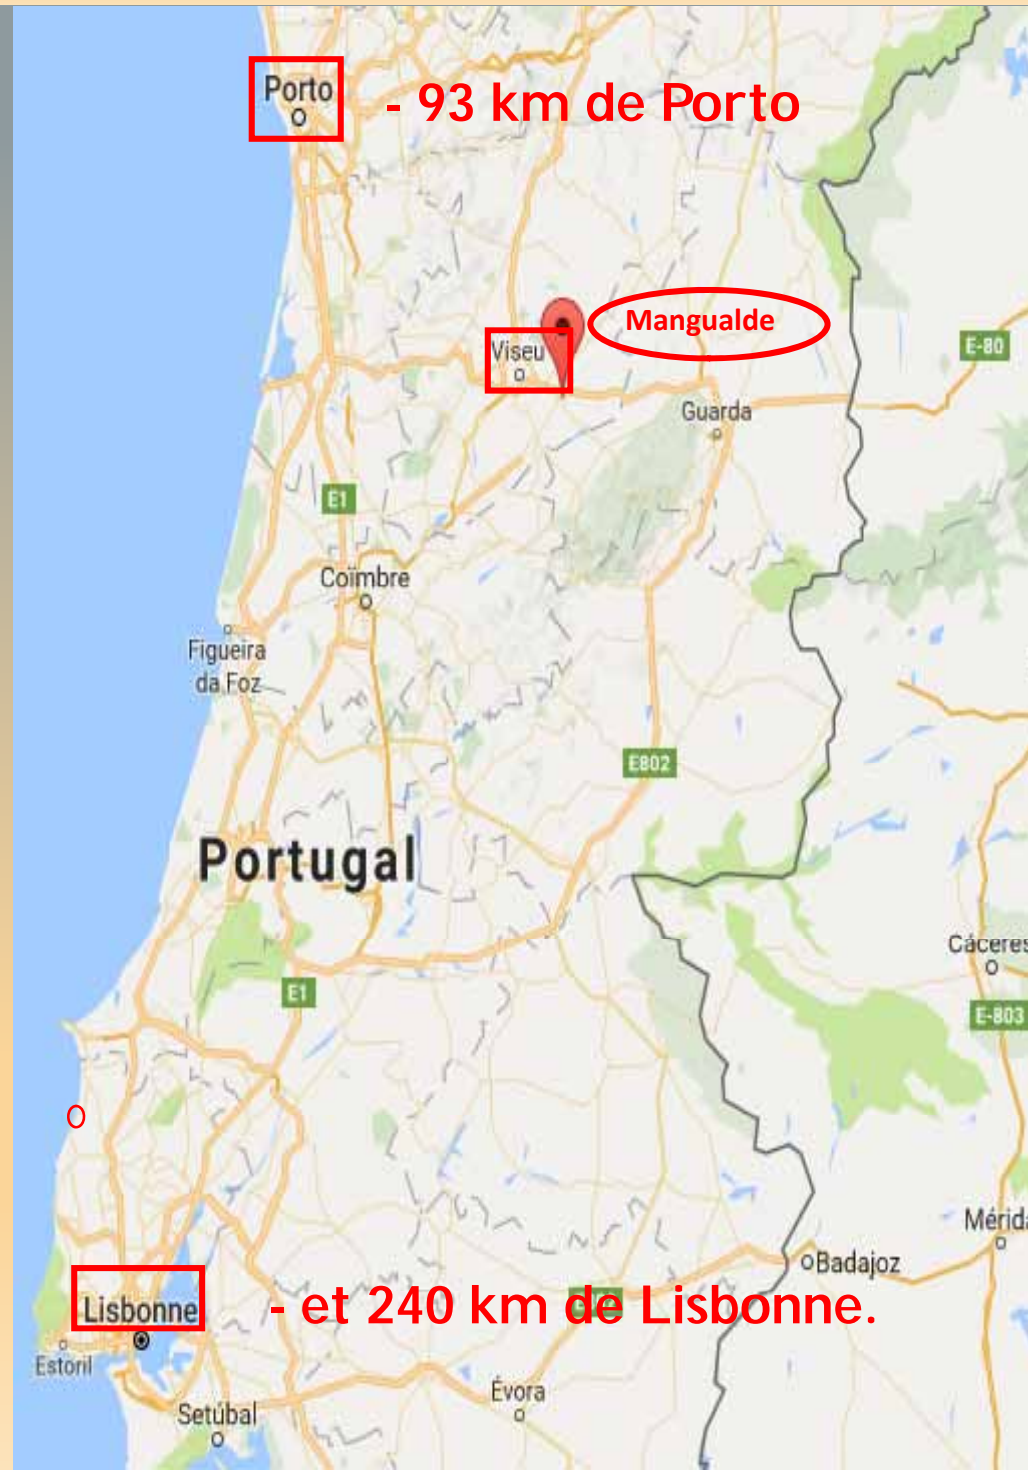 Porto
- 93 km de Porto
Mangualde
Viseu
E-80
Guarda
E1
Coïmbre
Figueira
da Foz
E802
Portugal
Cáceres
E1
E-803
Mérida
Badajoz
Lisbonne
- et 240 km de Lisbonne.
Estoril
Évora
Setúbal